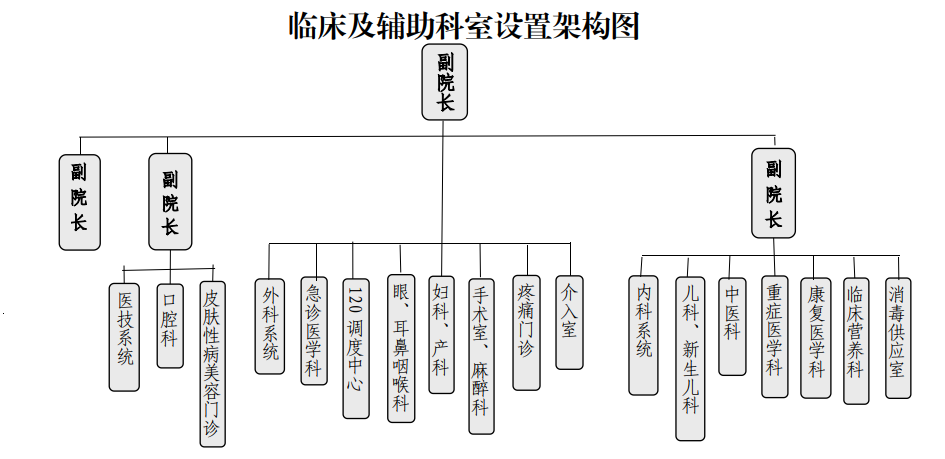 临床及辅助科室设置架构图
副院长
副院长
副院长
副院长
医技系统
口腔科
皮肤性病美容门诊
外科系统
急诊医学科
120调度中心
眼、耳鼻咽喉科
妇科、产科
手术室、麻醉科
疼痛门诊
介入室
内科系统
儿科、新生儿科
中医科
重症医学科
康复医学科
临床营养科
消毒供应室